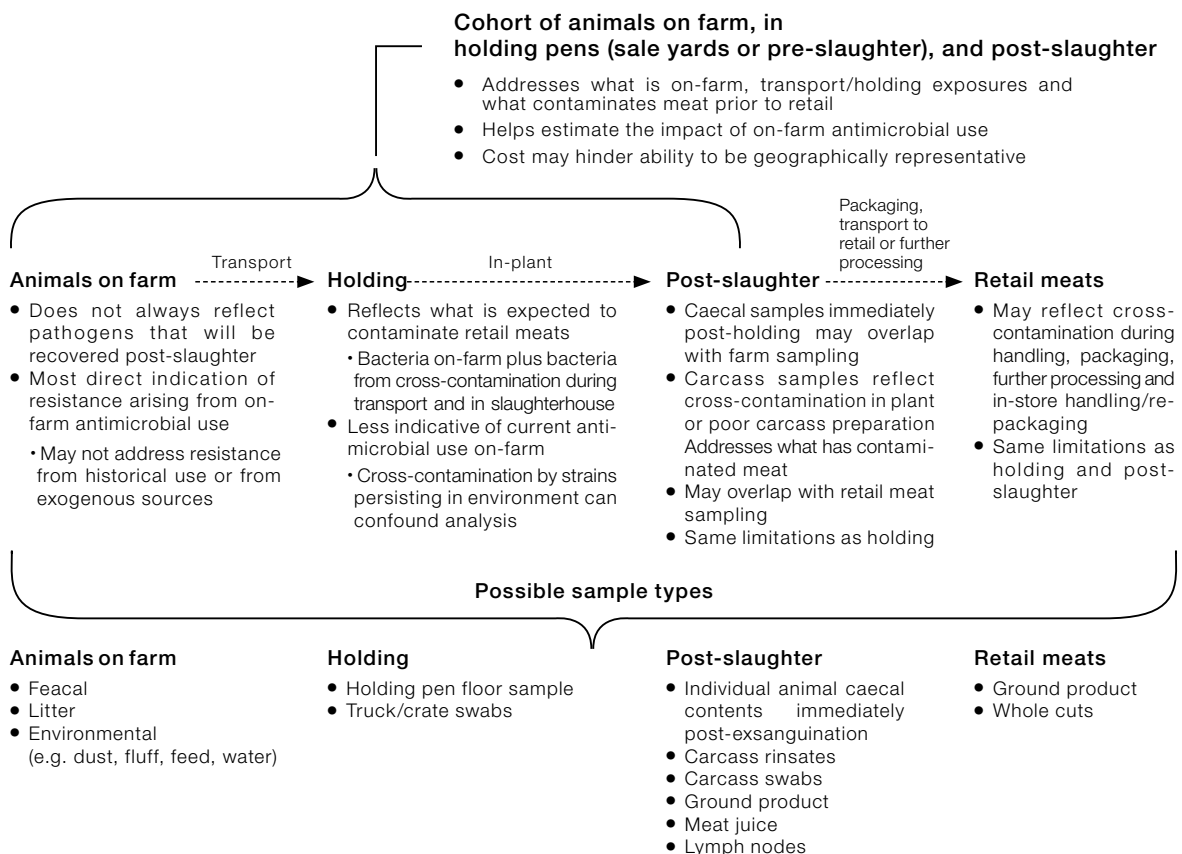 Cohort of animals on farm, in
holding pens (sale yards or pre-slaughter), and post-slaughter
• Addresses what is on-farm, transport/holding exposures and
what contaminates meat prior to retail
• Helps estimate the impact of on-farm antimicrobial use
• Cost may hinder ability to be geographically representative
Animals on farm
Transport
Holding
In-plant
Post-slaughter
Packaging,
transport to
retail or further
processing
Retail meats
• Does not always reflect
pathogens that will be
recovered post-slaughter
• Most direct indication of
resistance arising from on-
farm antimicrobial use
• May not address resistance
from historical use or from
exogenous sources
• Reflects what is expected to
contaminate retail meats
• Bacteria on-farm plus bacteria
from cross-contamination during
transport and in slaughterhouse
• Less indicative of current anti-
microbial use on-farm
• Cross-contamination by strains
persisting in environment can
confound analysis
• Caecal samples immediately
post-holding may overlap
with farm sampling
• Carcass samples reflect
cross-contamination in plant
or poor carcass preparation
Addresses what has contami-
nated meat
• May overlap with retail meat
sampling
• Same limitations as holding
• May reflect cross-
contamination during
handling, packaging,
further processing and
in-store handling/re-
packaging
• Same limitations as
holding and post-
slaughter
Possible sample types
Animals on farm
• Feacal
• Litter
• Environmental
(e.g. dust, fluff, feed, water)
Holding
• Holding pen floor sample
• Truck/crate swabs
Post-slaughter
• Individual animal caecal
contents immediately
post-exsanguination
• Carcass rinsates
• Carcass swabs
• Ground product
• Meat juice
• Lymph nodes
Retail meats
• Ground product
• Whole cuts